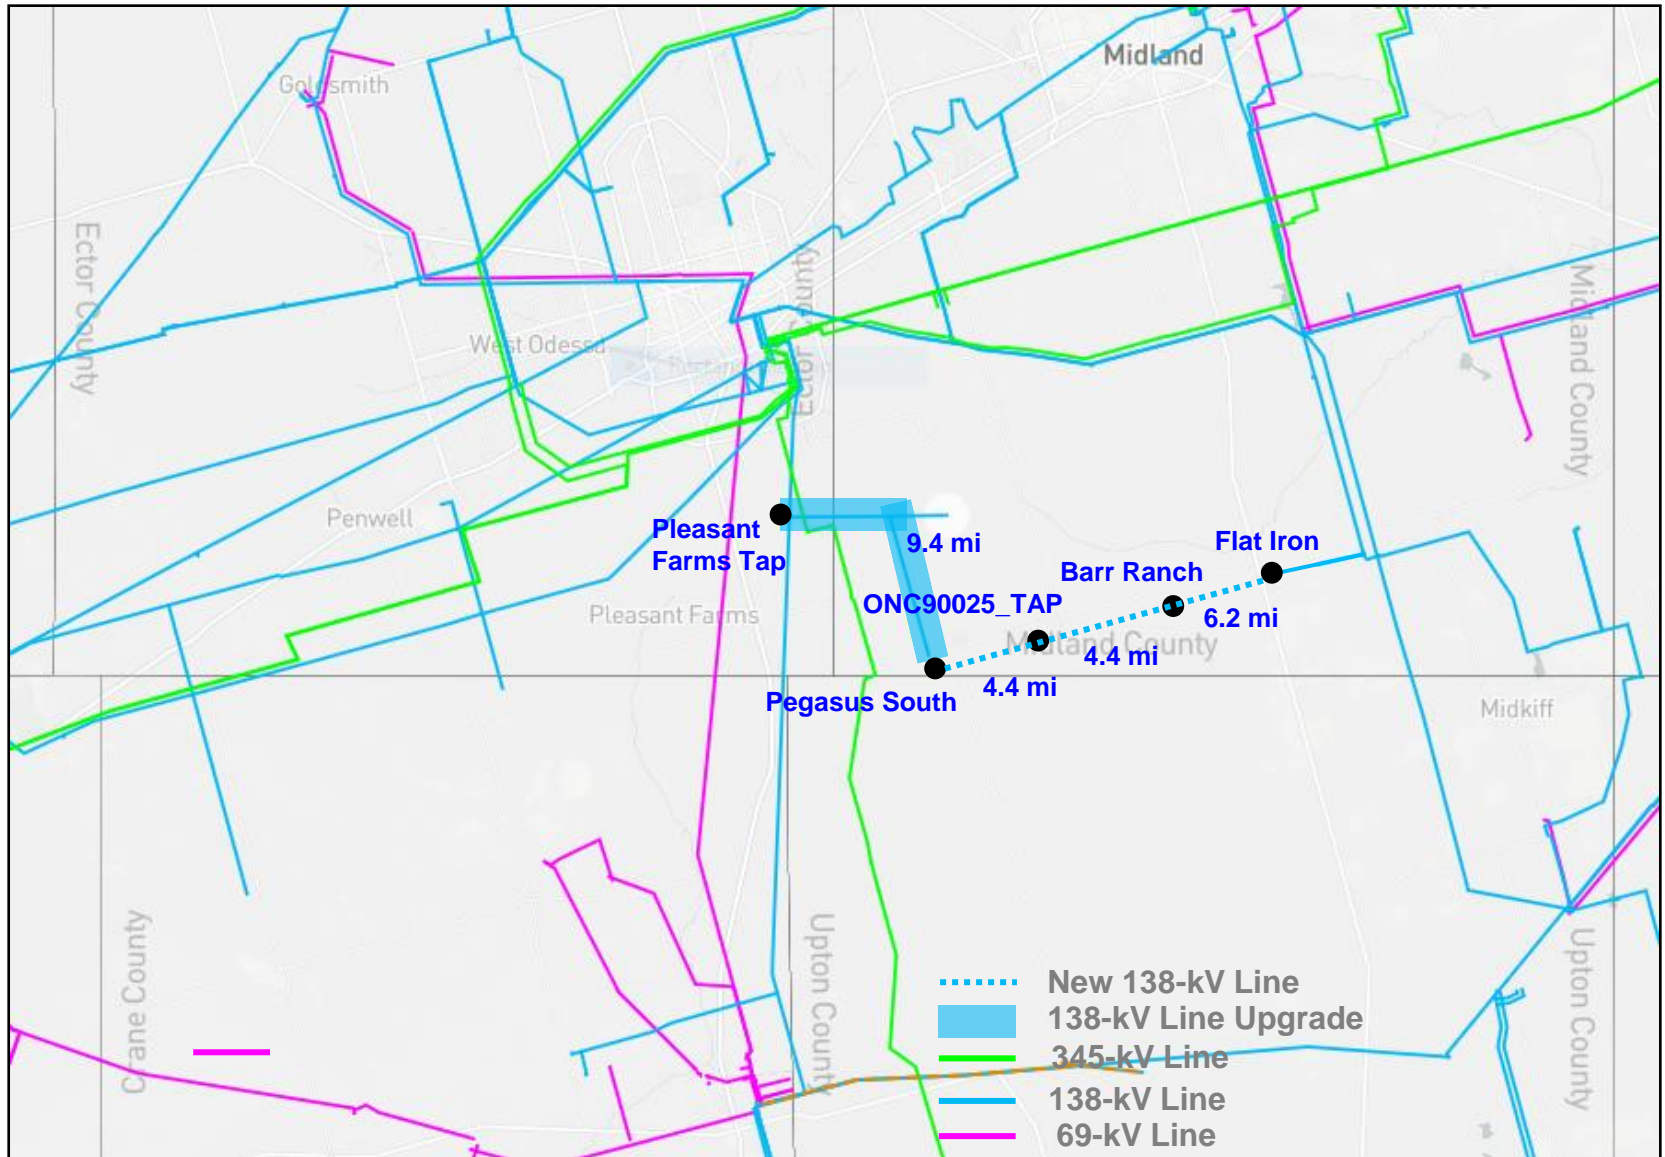 Midland
Goldsmith
Ector County
Ector County
Midland County
West Odessa
Penwell
Pleasant
Farms Tap
9.4 mi
Flat Iron
Barr Ranch
ONC90025_TAP
6.2 mi
Pleasant Farms
Midland County
4.4 mi
4.4 mi
Pegasus South
Midkiff
Crane County
Upton County
Upton County
New 138-kV Line
138-kV Line Upgrade
345-kV Line
138-kV Line
69-kV Line